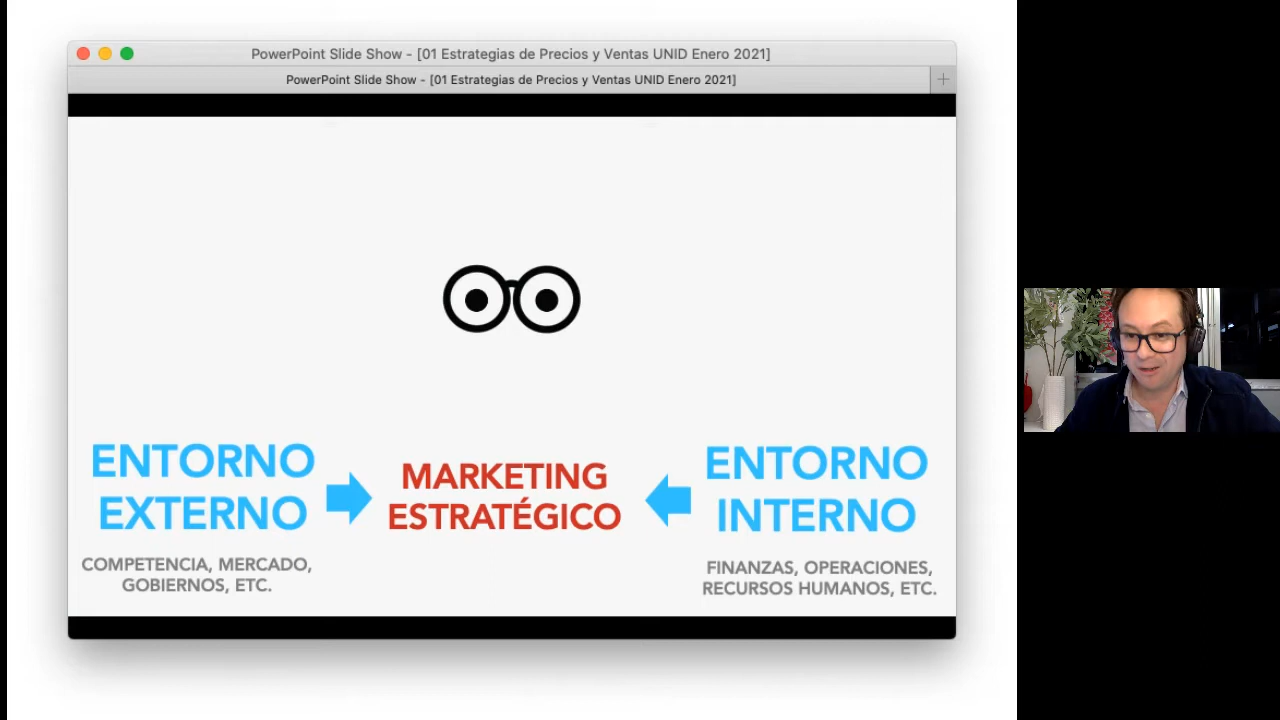 PowerPoint Slide Show - [01 Estrategias de Precios y Ventas UNID Enero 2021]
PowerPoint Slide Show - [01 Estrategias de Precios y Ventas UNID Enero 2021]
ENTORNO
EXTERNO
COMPETENCIA, MERCADO,
GOBIERNOS, ETC.
MARKETING
ESTRATÉGICO
ENTORNO
INTERNO
FINANZAS, OPERACIONES,
RECURSOS HUMANOS, ETC.